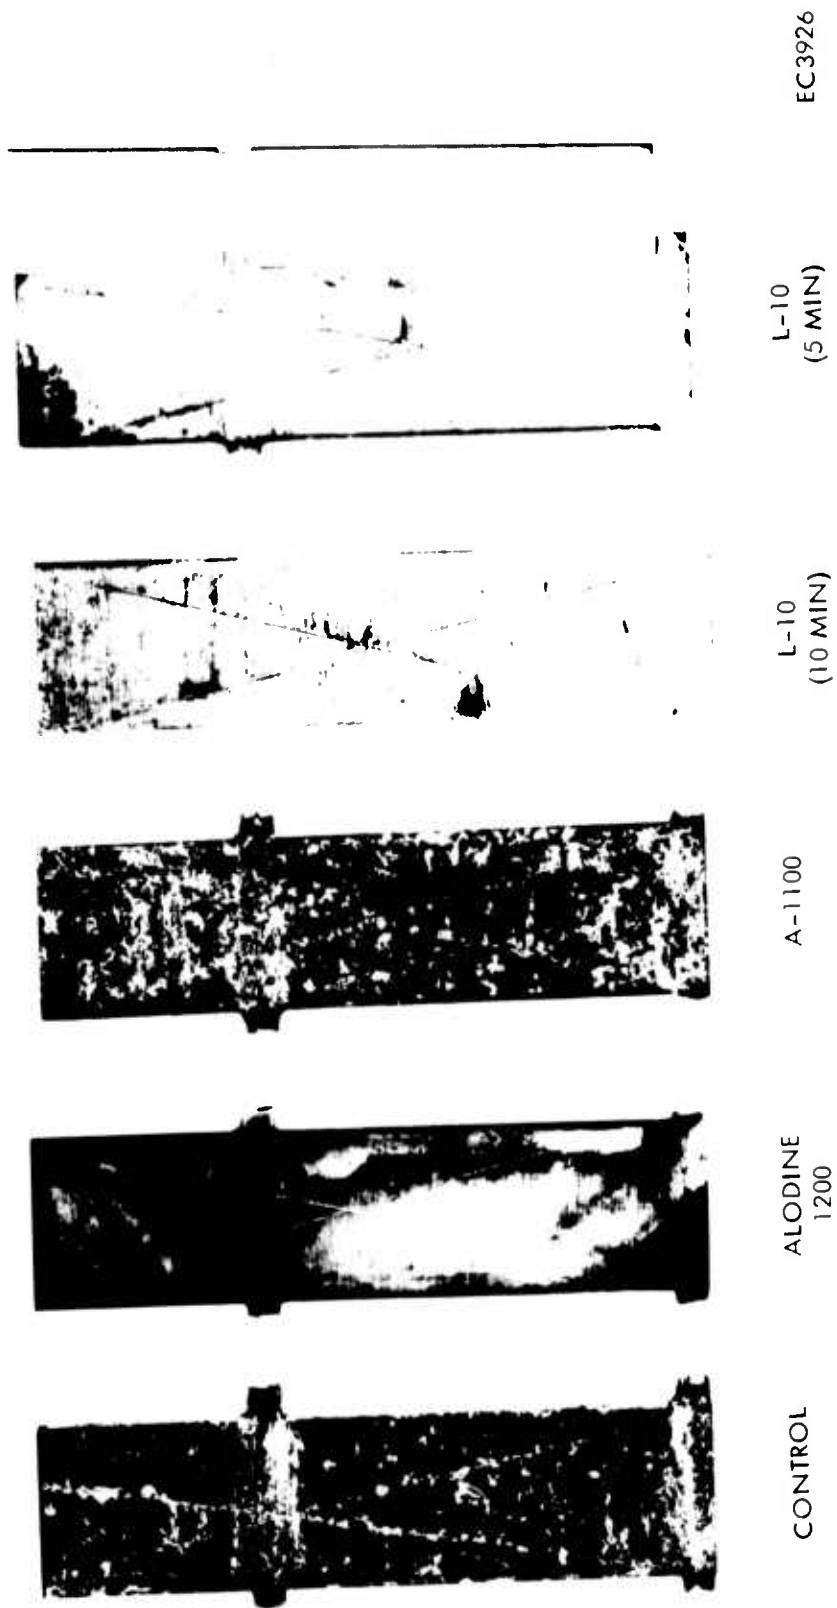 CONTROL
ALODINE
1200
A-1100
L-10
(10 MIN)
L-10
(5 MIN)
EC3926